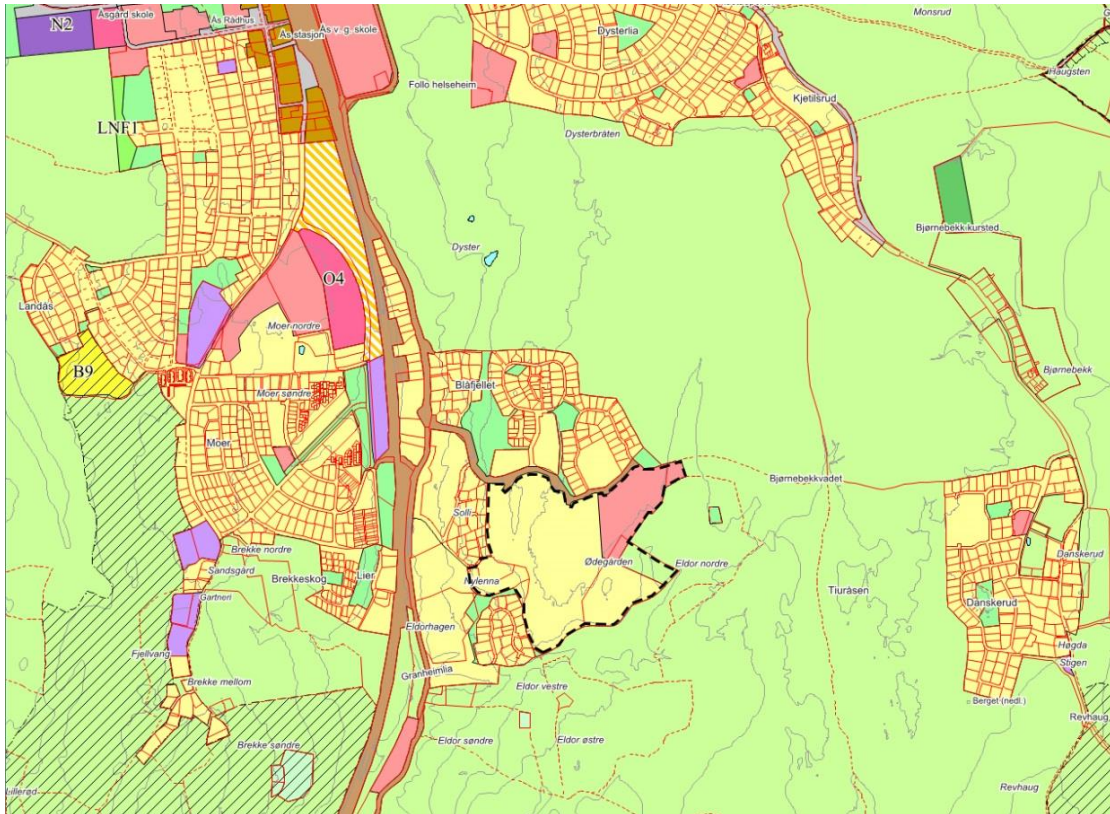 Åsgård skole
Ås Rådhus
N2
Ås stasjon
Ås v. g. skole
Dysterlia
Monsrud
Haugsten
Follo helseheim
Kjetilsrud
LNF1
Dysterbråten
Bjørnebekk kursted
Dyster
O4
Landås
Moer nordre
B9
Blåfjellet
Bjørnebekk
Moer søndre
Moer
Bjørnebekkvadet
Solli
Brekke nordre
Ødegården
Eldor nordre
Danskerud
Sandsgård
Brekkeskog
Lier
Nylenna
Tiuråsen
Gartneri
Danskerud
Eldorhagen
Fjellvang
Høgda
Stigen
Granheimlia
Brekke mellom
Eldor vestre
Berget (nedl.)
Revhaug
Brekke søndre
Eldor søndre
Eldor østre
Lillerød
Revhaug